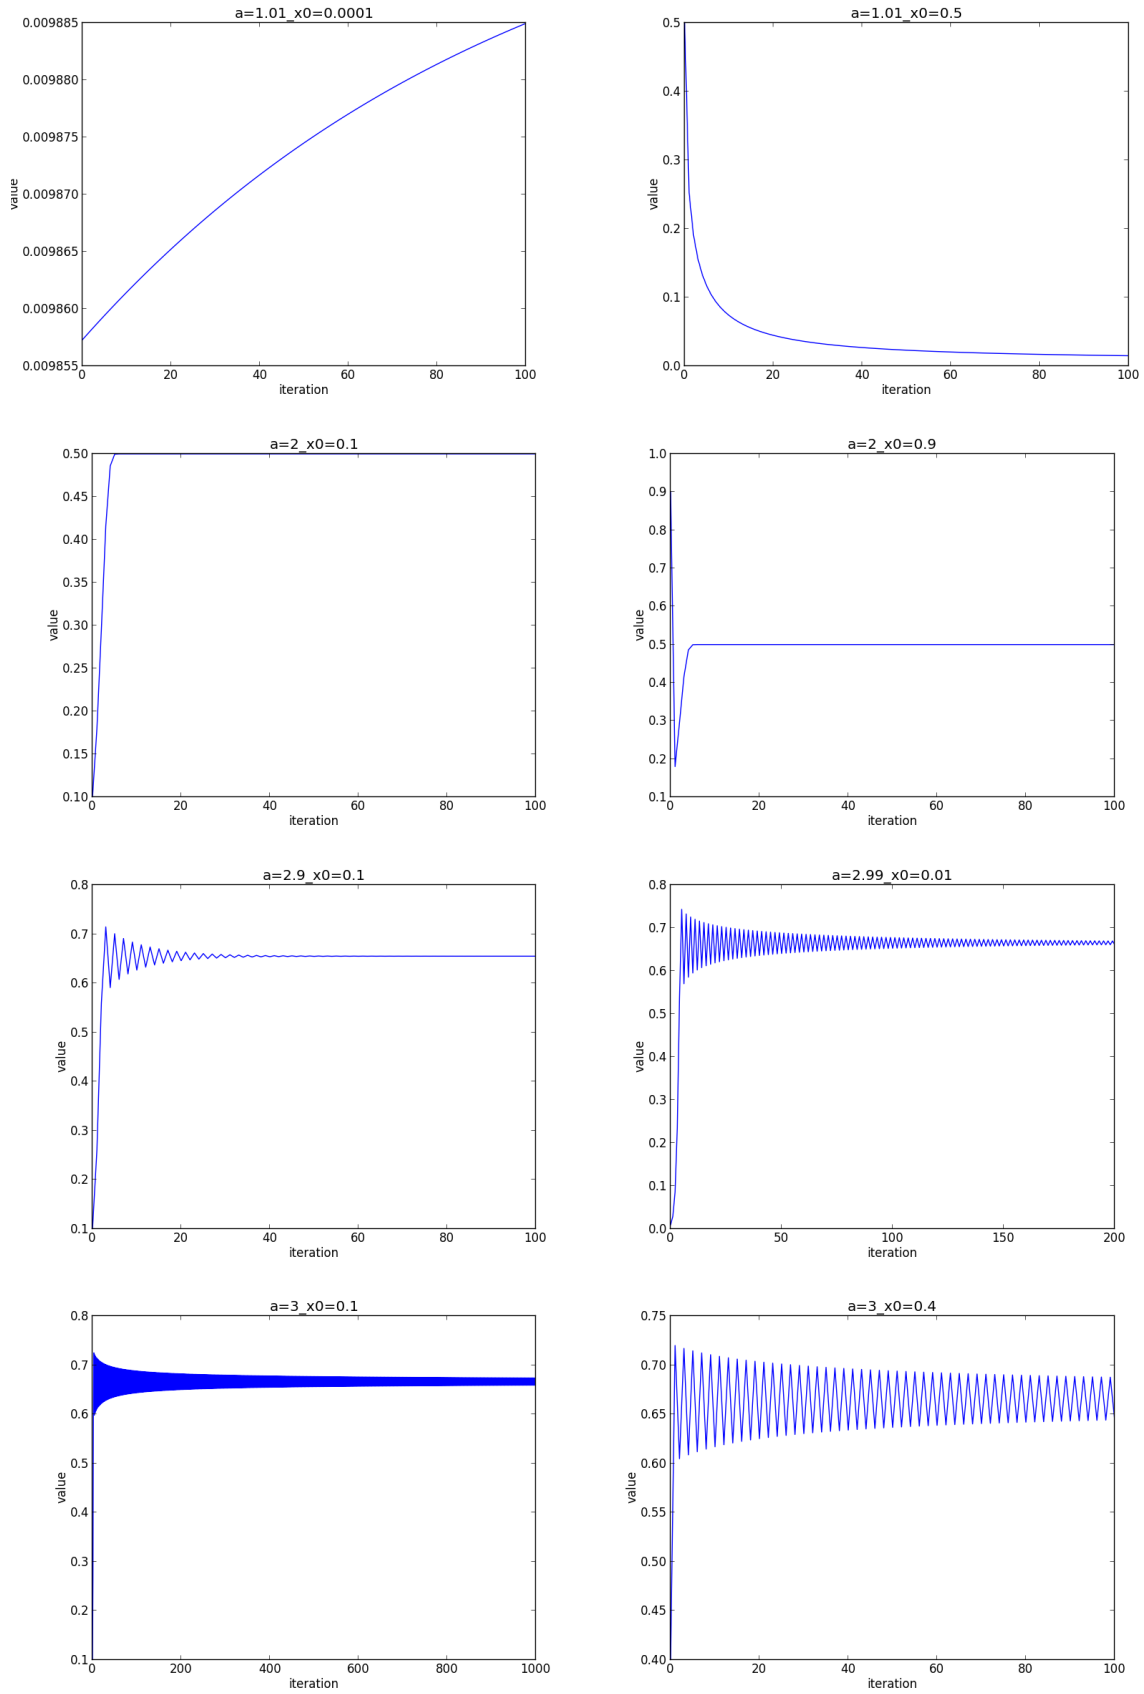 a=1.01_x0=0.0001
0.009885
0.009880
0.009875
0.009870
0.009865
0.009860
0.009855
value
0 20 40 60 80 100
iteration
a=1.01_x0=0.5
0.5
0.4
0.3
0.2
0.1
0.0
value
0 20 40 60 80 100
iteration
a=2_x0=0.1
0.50
0.45
0.40
0.35
0.30
0.25
0.20
0.15
0.10
value
0 20 40 60 80 100
iteration
a=2_x0=0.9
1.0
0.9
0.8
0.7
0.6
0.5
0.4
0.3
0.2
0.1
value
0 20 40 60 80 100
iteration
a=2.9_x0=0.1
0.8
0.7
0.6
0.5
0.4
0.3
0.2
0.1
value
0 20 40 60 80 100
iteration
a=2.99_x0=0.01
0.8
0.7
0.6
0.5
0.4
0.3
0.2
0.1
0.0
value
0 50 100 150 200
iteration
a=3_x0=0.1
0.8
0.7
0.6
0.5
0.4
0.3
0.2
0.1
value
0 200 400 600 800 1000
iteration
a=3_x0=0.4
0.75
0.70
0.65
0.60
0.55
0.50
0.45
0.40
value
0 20 40 60 80 100
iteration